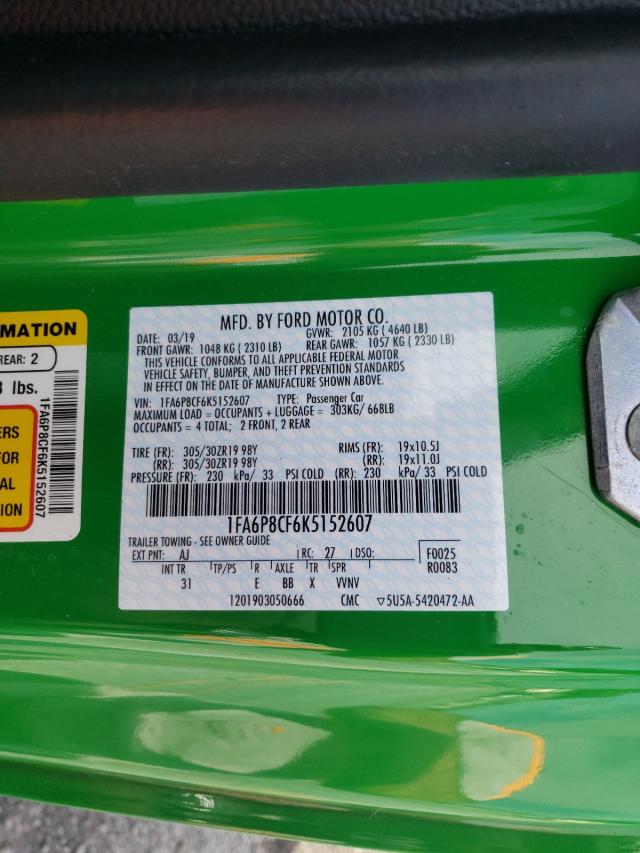 MFD. BY FORD MOTOR CO.
DATE: 03/19 GVWR: 2105 KG ( 4640 LB)
FRONT GAWR: 1048 KG ( 2310 LB) REAR GAWR: 1057 KG ( 2330 LB)
THIS VEHICLE CONFORMS TO ALL APPLICABLE FEDERAL MOTOR
VEHICLE SAFETY, BUMPER, AND THEFT PREVENTION STANDARDS
IN EFFECT ON THE DATE OF MANUFACTURE SHOWN ABOVE.
VIN: 1FA6P8CF6K5152607 TYPE: Passenger Car
MAXIMUM LOAD = OCCUPANTS + LUGGAGE = 303KG/ 668LB
OCCUPANTS = 4 TOTAL; 2 FRONT, 2 REAR
TIRE (FR): 305/30ZR19 98Y RIMS (FR): 19x10.5J
(RR): 305/30ZR19 98Y (RR): 19x11.0J
PRESSURE (FR): 230 kPa/ 33 PSI COLD (RR): 230 kPa/ 33 PSI COLD
1FA6P8CF6K5152607
TRAILER TOWING - SEE OWNER GUIDE
EXT PNT: AJ RC: 27 DSO: F0025
R0083
INT TR TP/PS R AXLE TR SPR
31 E BB X VVNV
1201903050666 CMC ▽5U5A-5420472-AA
RMATION
REAR: 2
lbs.
ERS
FOR
AL
ION
1FA6P8CF6K5152607